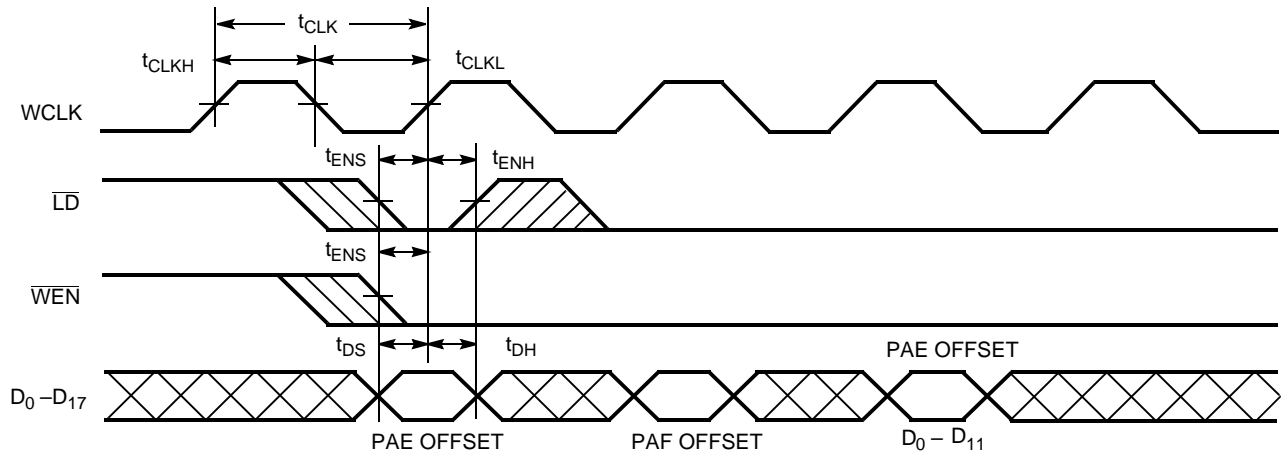 tCLK
tCLKH
tCLKL
WCLK
tENS
tENH
LD
tENS
WEN
tDS
tDH
PAE OFFSET
D0 –D17
PAE OFFSET
PAF OFFSET
D0 – D11